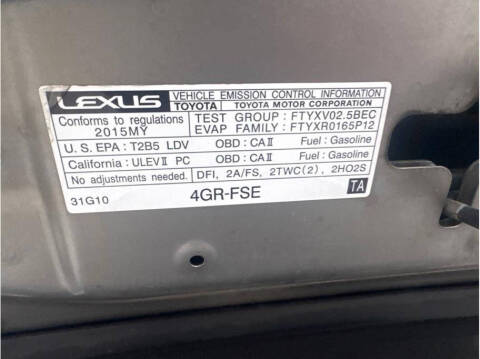 LEXUS VEHICLE EMISSION CONTROL INFORMATION
TOYOTA TOYOTA MOTOR CORPORATION
Conforms to regulations TEST GROUP : FTYXV02.5BEC
2015MY EVAP FAMILY : FTYXR0165P12
U.S. EPA : T2B5 LDV OBD : CAⅡ Fuel : Gasoline
California : ULEVⅡ PC OBD : CAⅡ Fuel : Gasoline
No adjustments needed. DFI, 2A/FS, 2TWC(2), 2HO2S
31G10 4GR-FSE TA